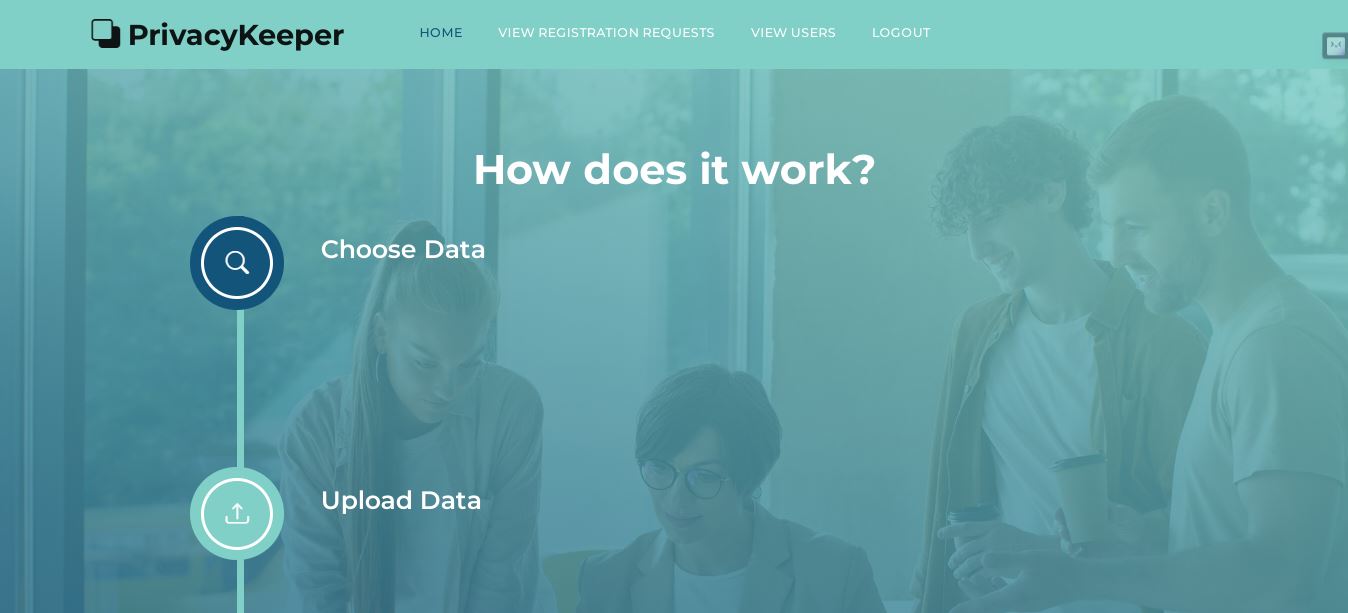 PrivacyKeeper
HOME
VIEW REGISTRATION REQUESTS
VIEW USERS
LOGOUT
How does it work?
Choose Data
Upload Data